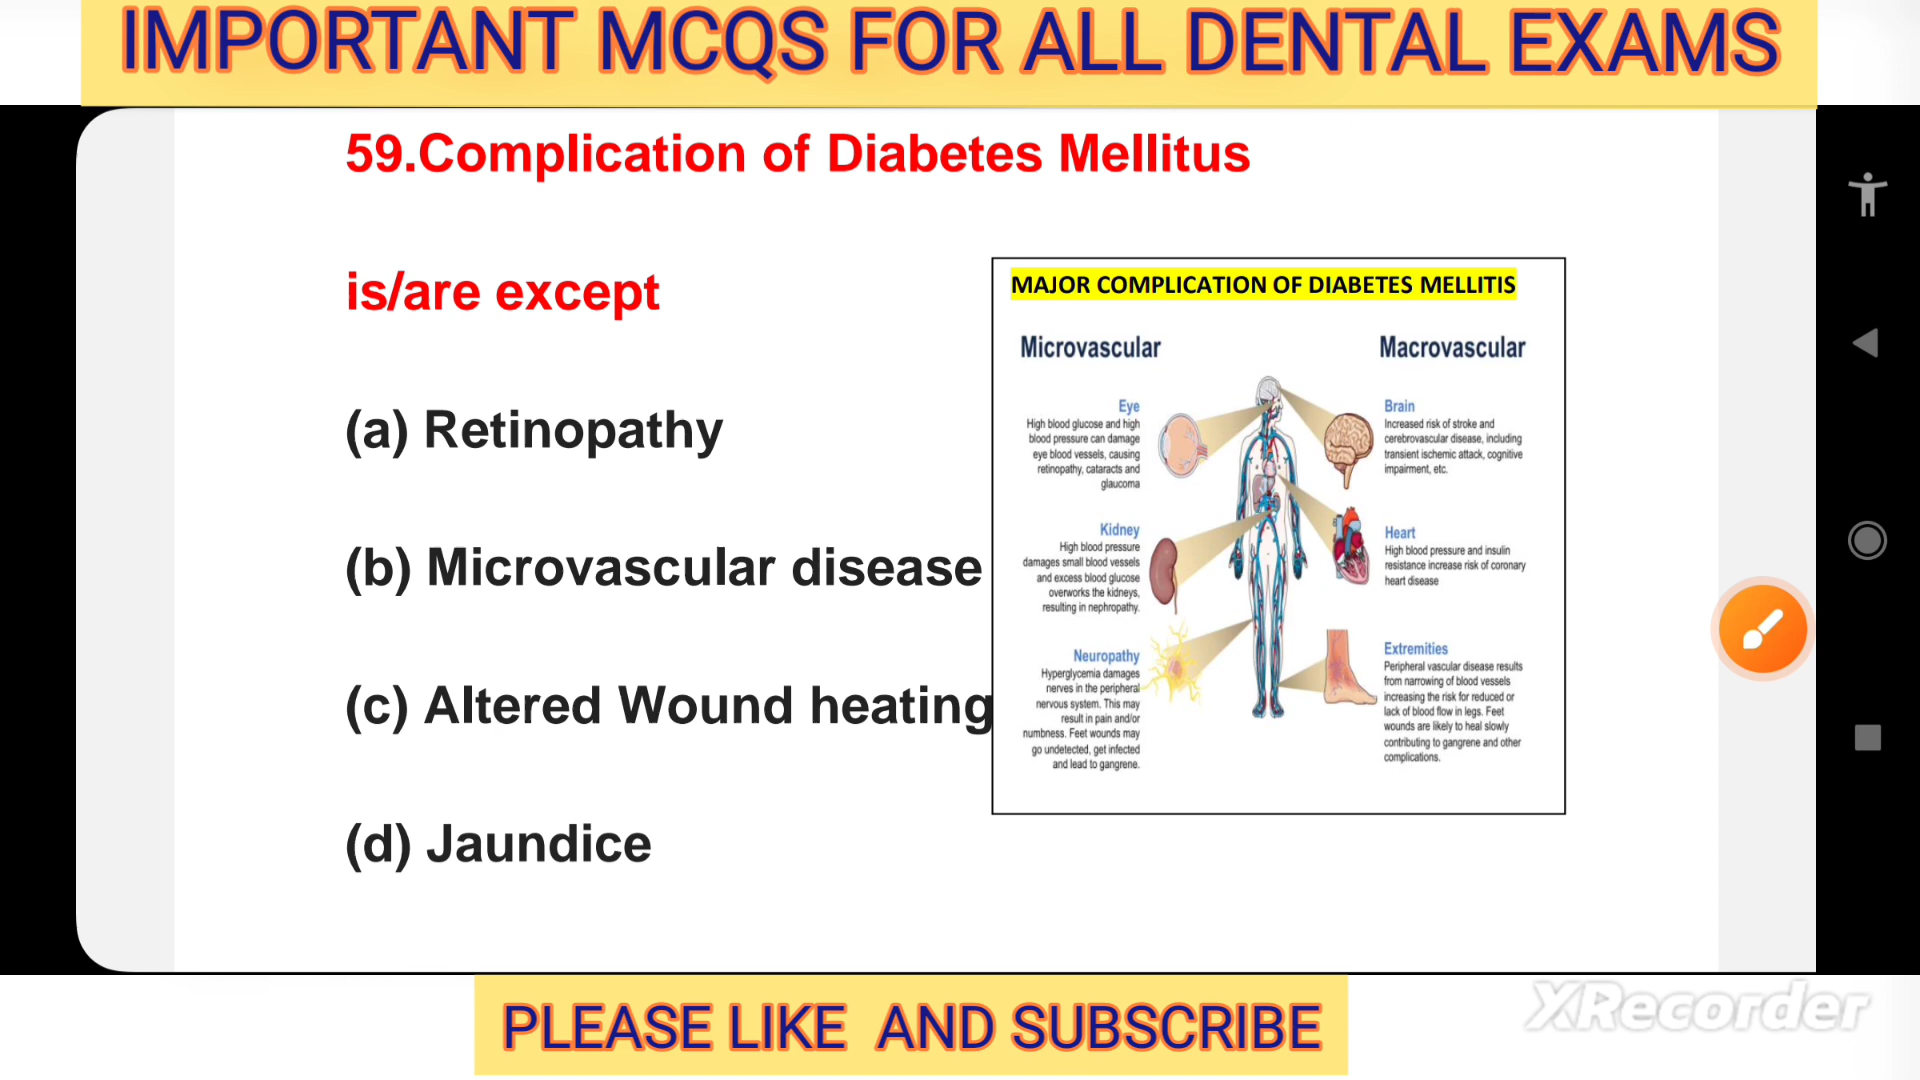 IMPORTANT MCQS FOR ALL DENTAL EXAMS
59.Complication of Diabetes Mellitus
is/are except
(a) Retinopathy
(b) Microvascular disease
(c) Altered Wound heating
(d) Jaundice
MAJOR COMPLICATION OF DIABETES MELLITIS
Microvascular
Eye
High blood glucose and high
blood pressure can damage
eye blood vessels, causing
retinopathy, cataracts and
glaucoma
Kidney
High blood pressure
damages small blood vessels
and excess blood glucose
overworks the kidneys,
resulting in nephropathy.
Neuropathy
Hyperglycemia damages
nerves in the peripheral
nervous system. This may
result in pain and/or
numbness. Feet wounds may
go undetected, get infected
and lead to gangrene.
Macrovascular
Brain
Increased risk of stroke and
cerebrovascular disease, including
transient ischemic attack, cognitive
impairment, etc.
Heart
High blood pressure and insulin
resistance increase risk of coronary
heart disease
Extremities
Peripheral vascular disease results
from narrowing of blood vessels
increasing the risk for reduced or
lack of blood flow in legs. Feet
wounds are likely to heal slowly
contributing to gangrene and other
complications.
PLEASE LIKE AND SUBSCRIBE
XRecorder